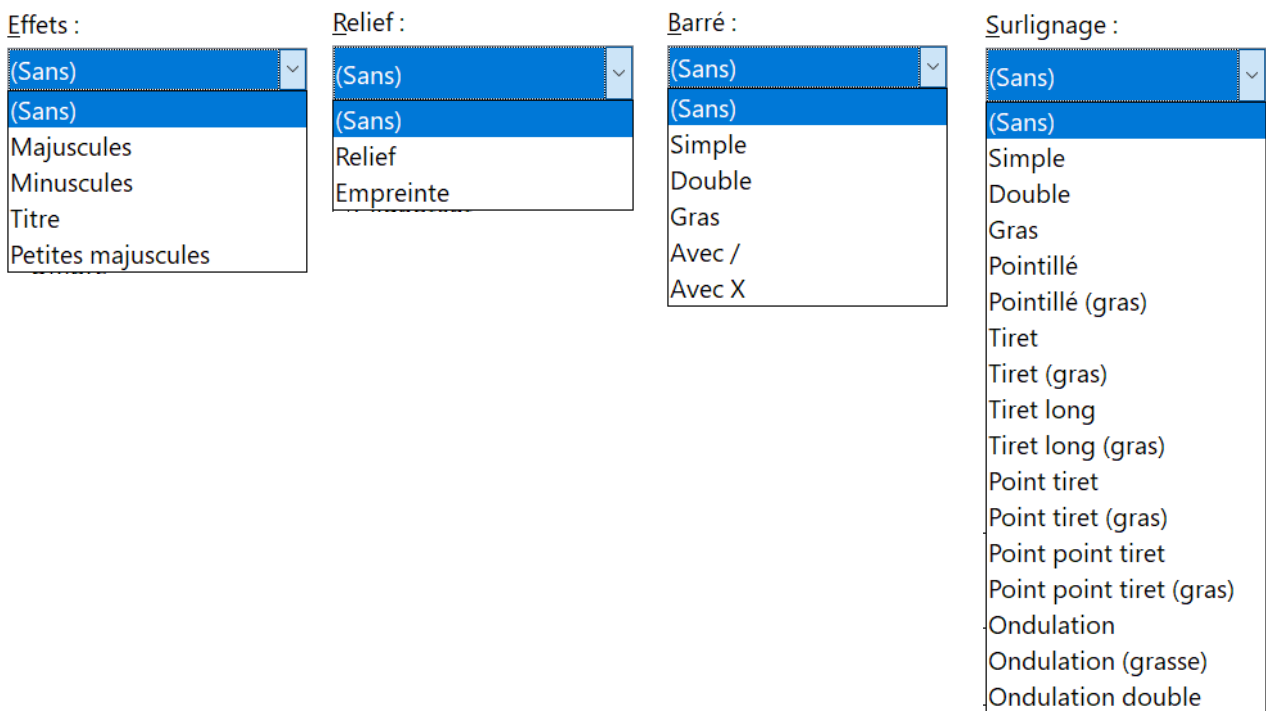 Effets :
(Sans)
(Sans)
Majuscules
Minuscules
Titre
Petites majuscules
Relief :
(Sans)
(Sans)
Relief
Empreinte
Barré :
(Sans)
(Sans)
Simple
Double
Gras
Avec /
Avec X
Surlignage :
(Sans)
(Sans)
Simple
Double
Gras
Pointillé
Pointillé (gras)
Tiret
Tiret (gras)
Tiret long
Tiret long (gras)
Point tiret
Point tiret (gras)
Point point tiret
Point point tiret (gras)
Ondulation
Ondulation (grasse)
Ondulation double